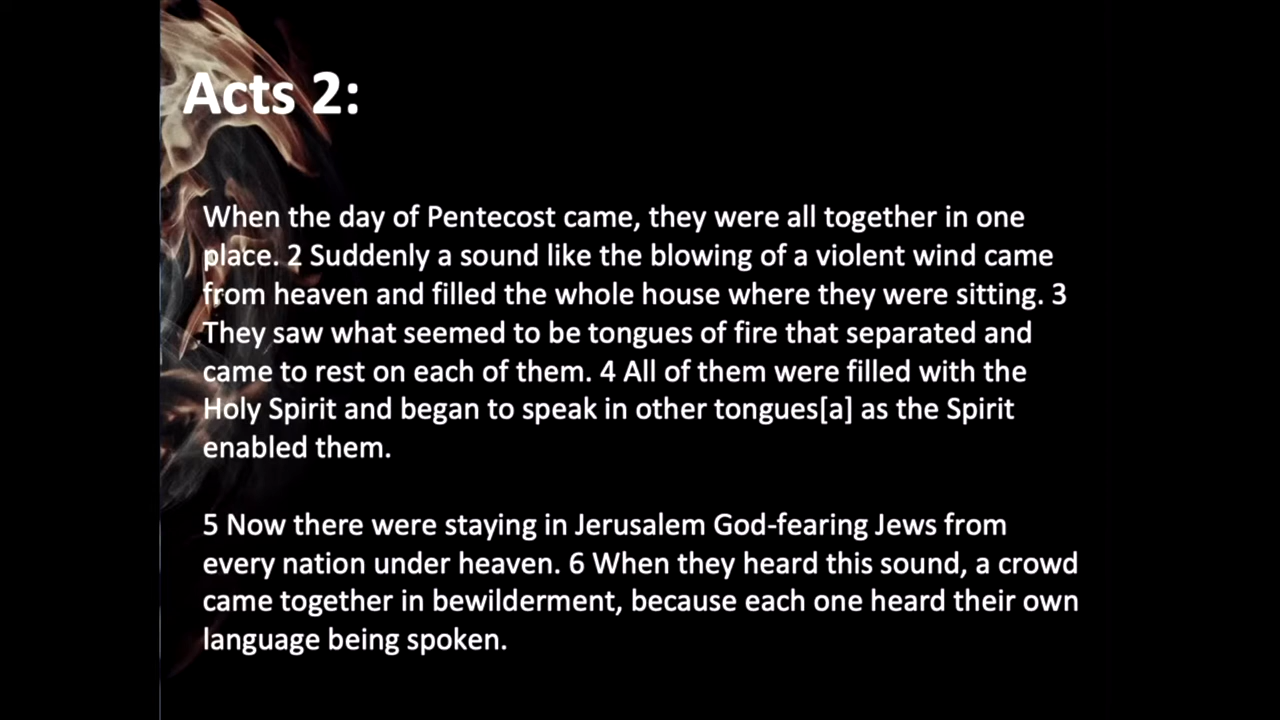 Acts 2:
When the day of Pentecost came, they were all together in one
place. 2 Suddenly a sound like the blowing of a violent wind came
from heaven and filled the whole house where they were sitting. 3
They saw what seemed to be tongues of fire that separated and
came to rest on each of them. 4 All of them were filled with the
Holy Spirit and began to speak in other tongues[a] as the Spirit
enabled them.
5 Now there were staying in Jerusalem God-fearing Jews from
every nation under heaven. 6 When they heard this sound, a crowd
came together in bewilderment, because each one heard their own
language being spoken.